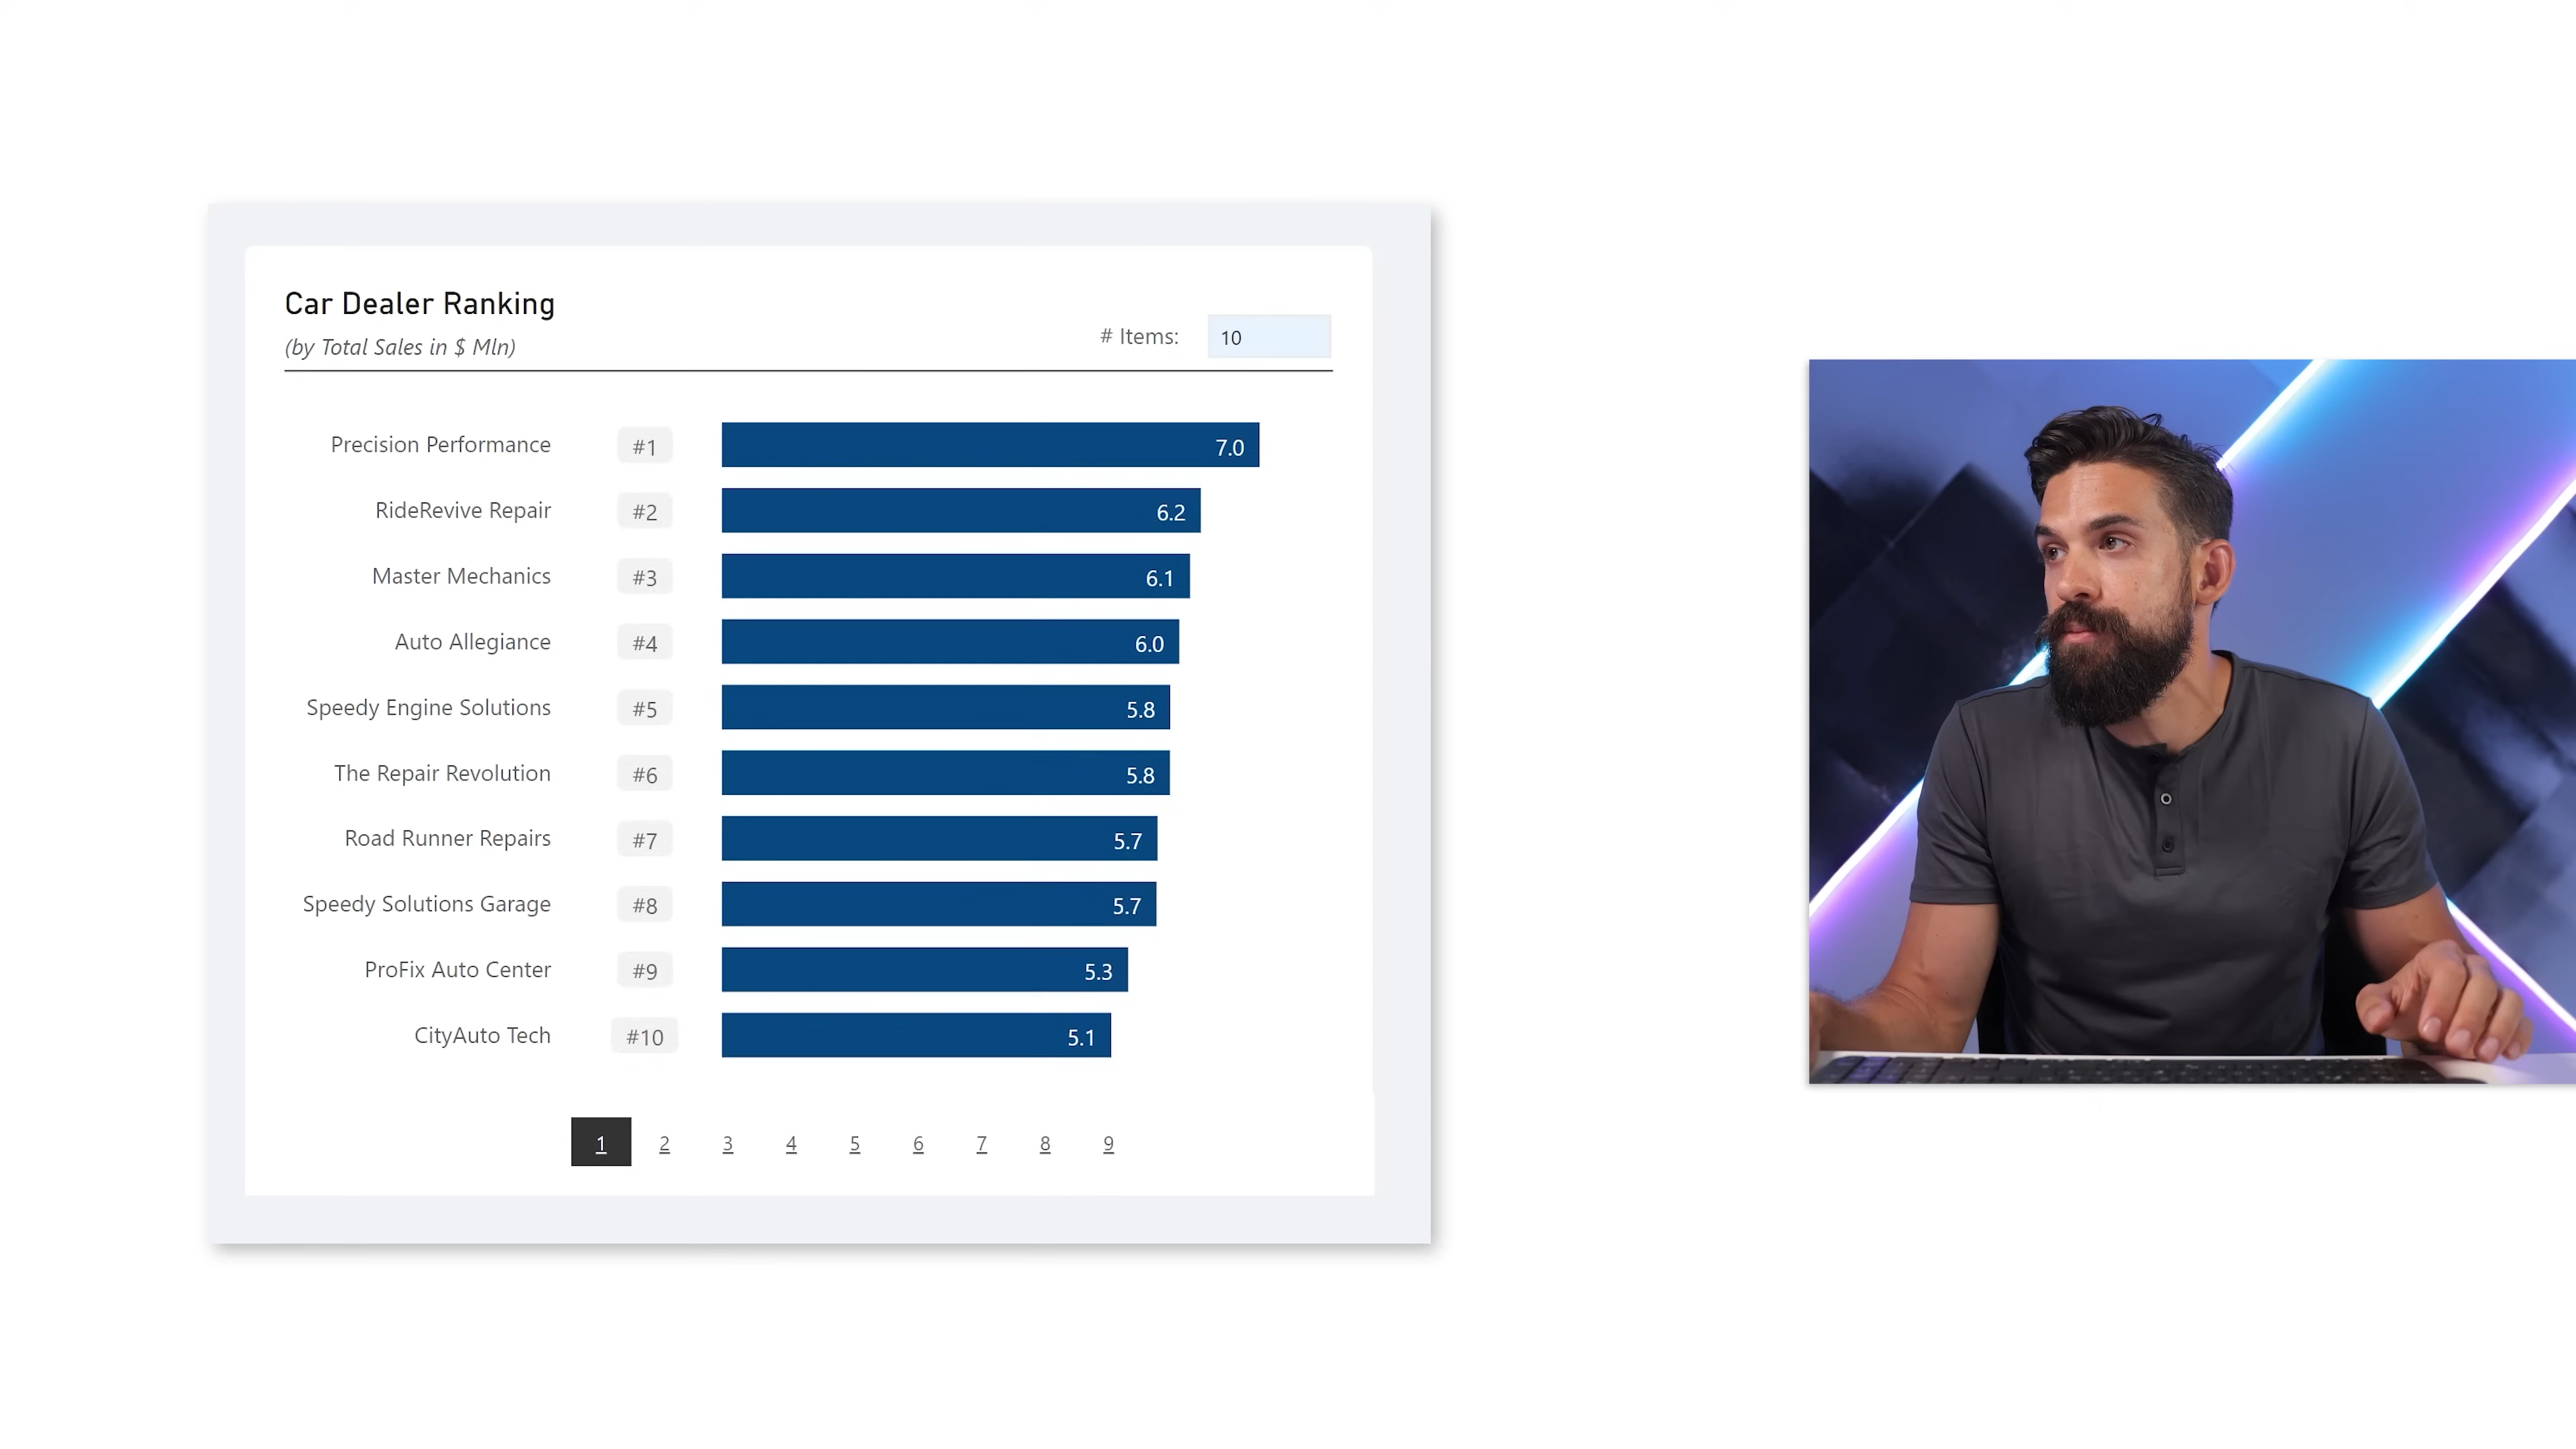 Car Dealer Ranking
(by Total Sales in $ Mln)
# Items: 10
Precision Performance #1 7.0
RideRevive Repair #2 6.2
Master Mechanics #3 6.1
Auto Allegiance #4 6.0
Speedy Engine Solutions #5 5.8
The Repair Revolution #6 5.8
Road Runner Repairs #7 5.7
Speedy Solutions Garage #8 5.7
ProFix Auto Center #9 5.3
CityAuto Tech #10 5.1
1 2 3 4 5 6 7 8 9